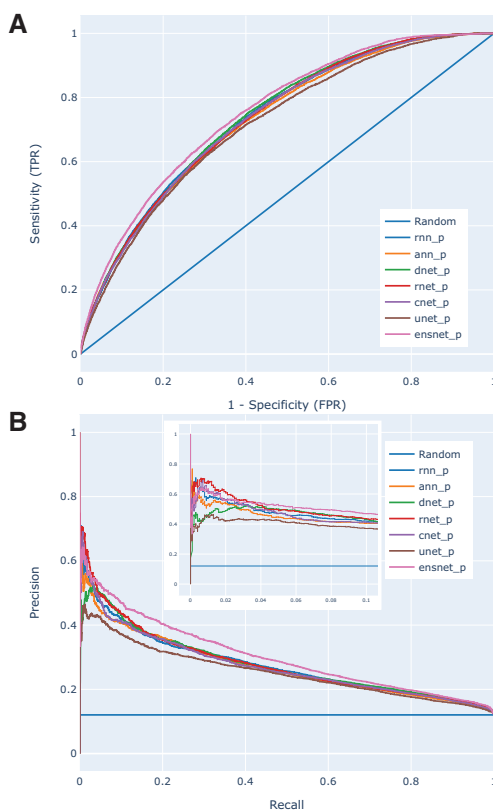 A
1
0.8
0.6
0.4
0.2
0
Sensitivity (TPR)
Random
rnn_p
ann_p
dnet_p
rnet_p
cnet_p
unet_p
ensnet_p
0
0.2
0.4
0.6
0.8
1
1 - Specificity (FPR)
B
1
0.8
0.6
0.4
0.2
0
Precision
1
0.8
0.6
0.4
0.2
0
0
0.02
0.04
0.06
0.08
0.1
Random
rnn_p
ann_p
dnet_p
rnet_p
cnet_p
unet_p
ensnet_p
0
0.2
0.4
0.6
0.8
1
Recall